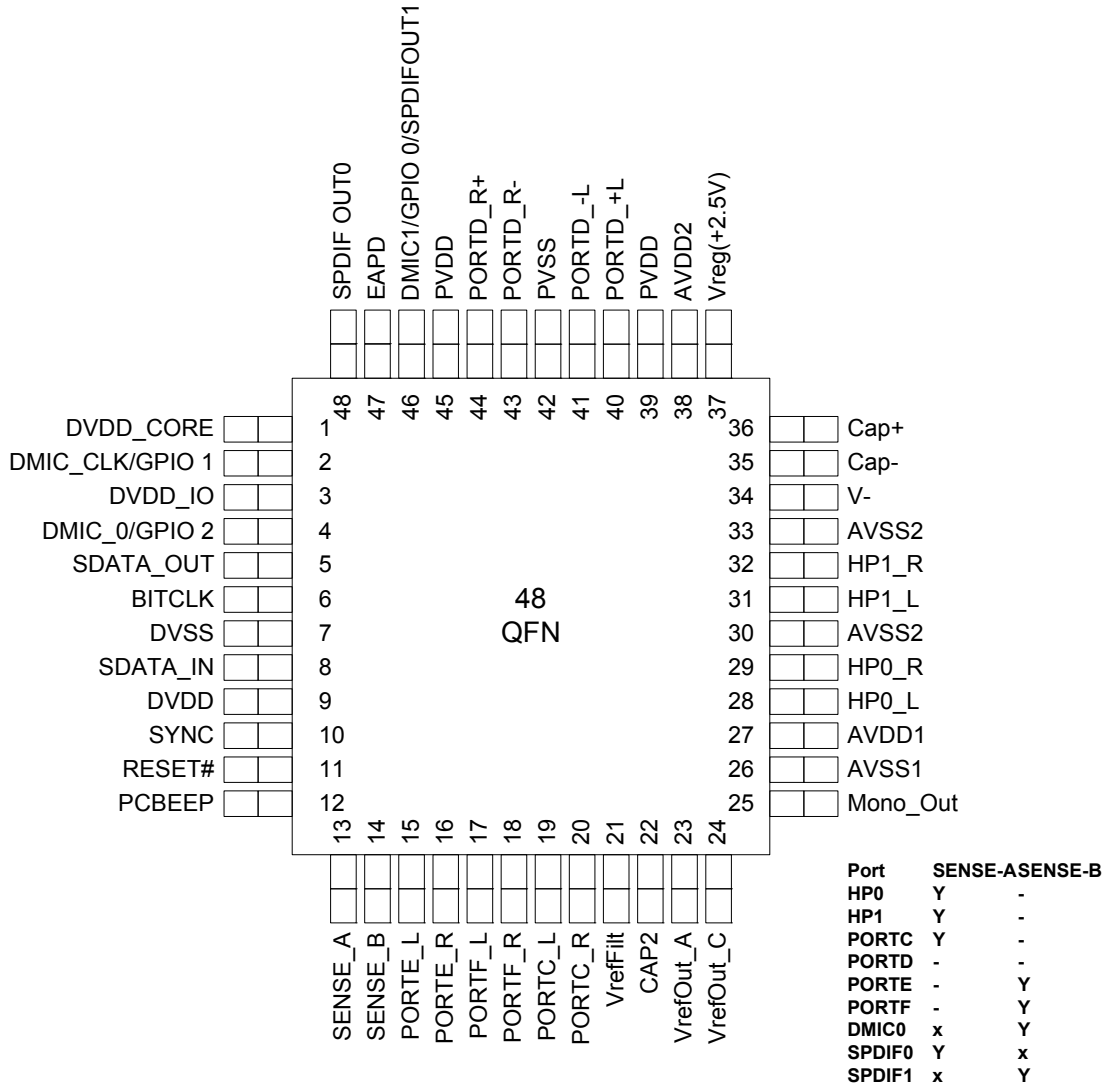 SPDIF OUT0
EAPD
DMIC1/GPIO 0/SPDIFOUT1
PVDD
PORTD_R+
PORTD_R-
PVSS
PORTD_-L
PORTD_+L
PVDD
AVDD2
Vreg(+2.5V)
48 47 46 45 44 43 42 41 40 39 38 37
DVDD_CORE 1
DMIC_CLK/GPIO 1 2
DVDD_IO 3
DMIC_0/GPIO 2 4
SDATA_OUT 5
BITCLK 6
DVSS 7
SDATA_IN 8
DVDD 9
SYNC 10
RESET# 11
PCBEEP 12
48
QFN
36 Cap+
35 Cap-
34 V-
33 AVSS2
32 HP1_R
31 HP1_L
30 AVSS2
29 HP0_R
28 HP0_L
27 AVDD1
26 AVSS1
25 Mono_Out
13 14 15 16 17 18 19 20 21 22 23 24
SENSE_A
SENSE_B
PORTE_L
PORTE_R
PORTF_L
PORTF_R
PORTC_L
PORTC_R
VrefFilt
CAP2
VrefOut_A
VrefOut_C
Port SENSE-ASENSE-B
HP0 Y -
HP1 Y -
PORTC Y -
PORTD - -
PORTE - Y
PORTF - Y
DMIC0 x Y
SPDIF0 Y x
SPDIF1 x Y